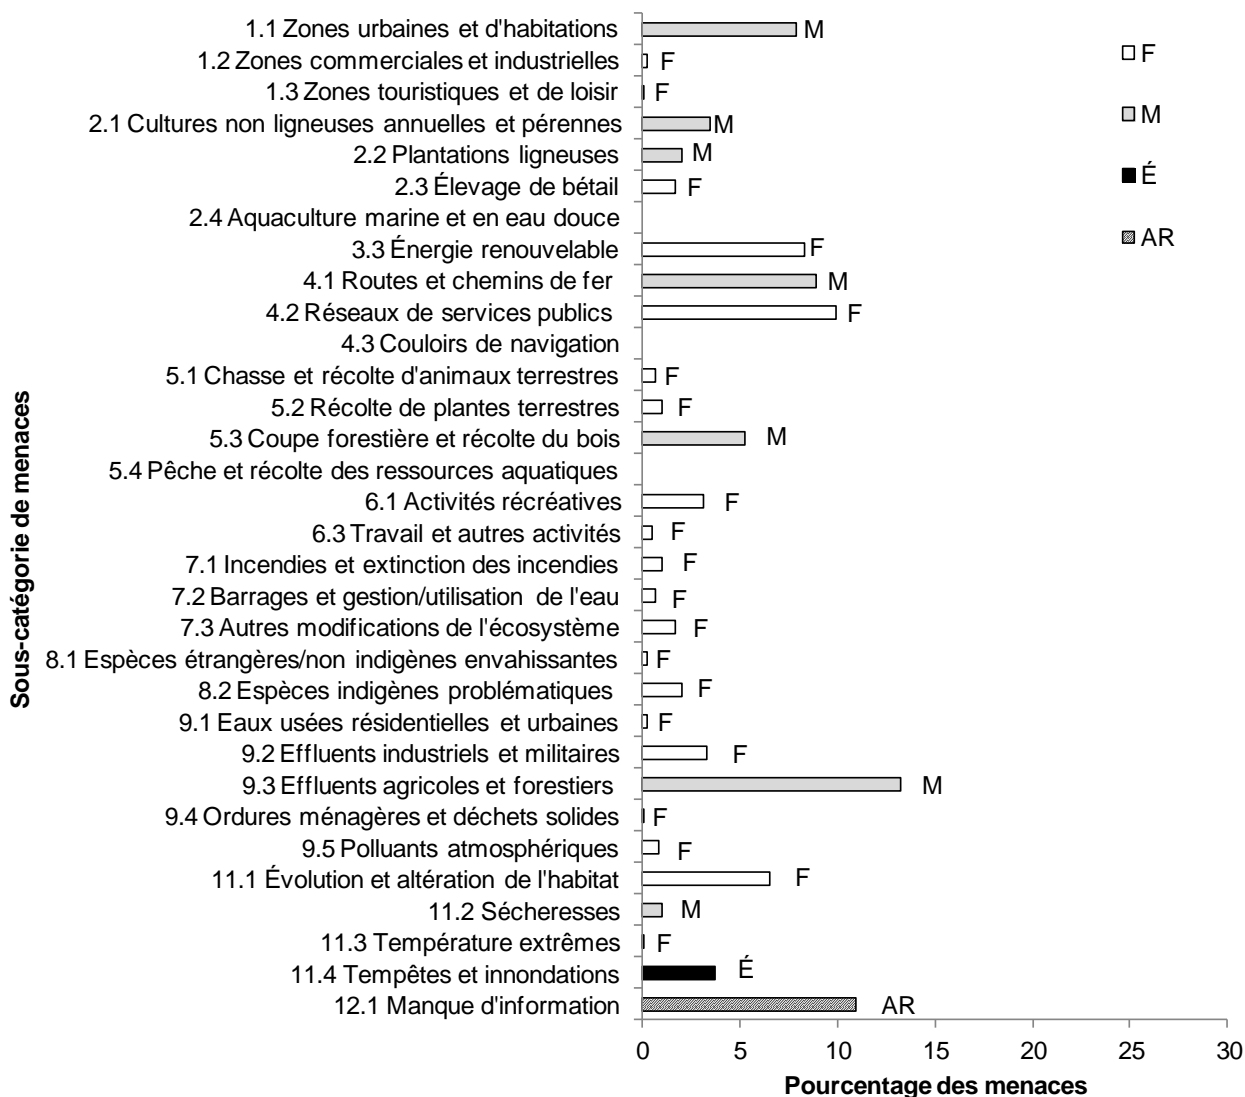 1.1 Zones urbaines et d'habitations M
1.2 Zones commerciales et industrielles F
1.3 Zones touristiques et de loisir F
2.1 Cultures non ligneuses annuelles et pérennes M
2.2 Plantations ligneuses M
2.3 Élevage de bétail F
2.4 Aquaculture marine et en eau douce
3.3 Énergie renouvelable F
4.1 Routes et chemins de fer M
4.2 Réseaux de services publics F
4.3 Couloirs de navigation
5.1 Chasse et récolte d'animaux terrestres F
5.2 Récolte de plantes terrestres F
5.3 Coupe forestière et récolte du bois M
5.4 Pêche et récolte des ressources aquatiques
6.1 Activités récréatives F
6.3 Travail et autres activités F
7.1 Incendies et extinction des incendies F
7.2 Barrages et gestion/utilisation de l'eau F
7.3 Autres modifications de l'écosystème F
8.1 Espèces étrangères/non indigènes envahissantes F
8.2 Espèces indigènes problématiques F
9.1 Eaux usées résidentielles et urbaines F
9.2 Effluents industriels et militaires F
9.3 Effluents agricoles et forestiers M
9.4 Ordures ménagères et déchets solides F
9.5 Polluants atmosphériques F
11.1 Évolution et altération de l'habitat F
11.2 Sécheresses M
11.3 Température extrêmes F
11.4 Tempêtes et innondations É
12.1 Manque d'information AR
0 5 10 15 20 25 30
Pourcentage des menaces
Sous-catégorie de menaces
F
M
É
AR